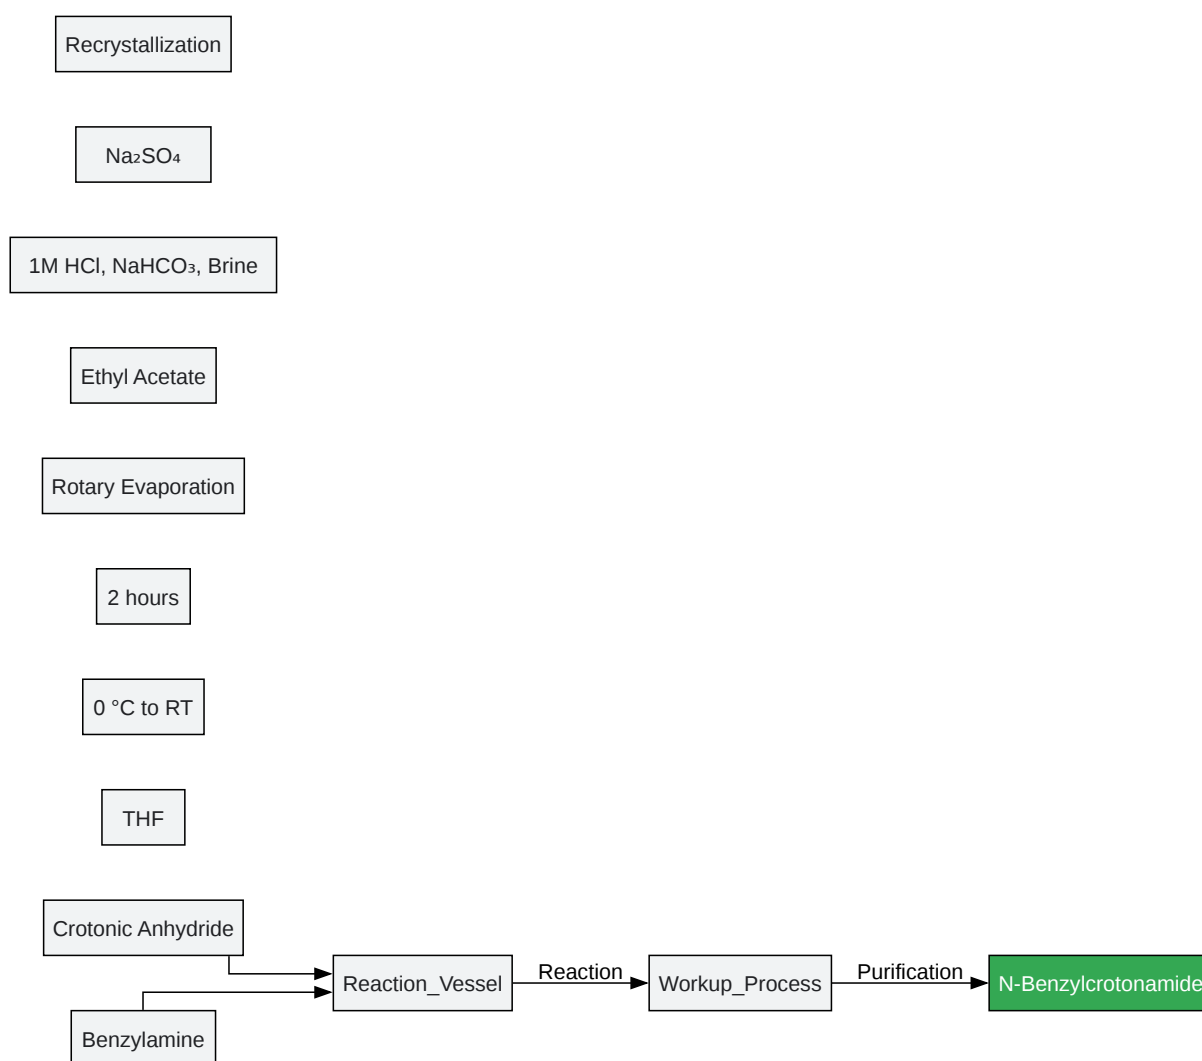 Recrystallization
Na₂SO₄
1M HCl, NaHCO₃, Brine
Ethyl Acetate
Rotary Evaporation
2 hours
0 °C to RT
THF
Crotonic Anhydride
Benzylamine
Reaction_Vessel
Reaction
Workup_Process
Purification
N-Benzylcrotonamide